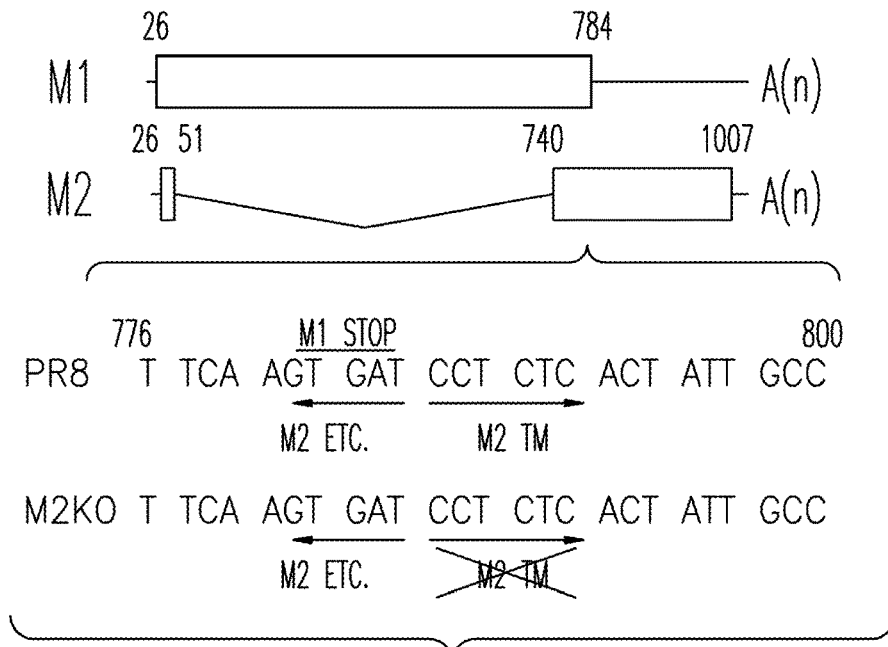 26 784
M1 A(n)
26 51 740 1007
M2 A(n)
776 M1 STOP 800
PR8 T TCA AGT GAT CCT CTC ACT ATT GCC
M2 ETC. M2 TM
M2KO T TCA AGT GAT CCT CTC ACT ATT GCC
M2 ETC. M2 TM